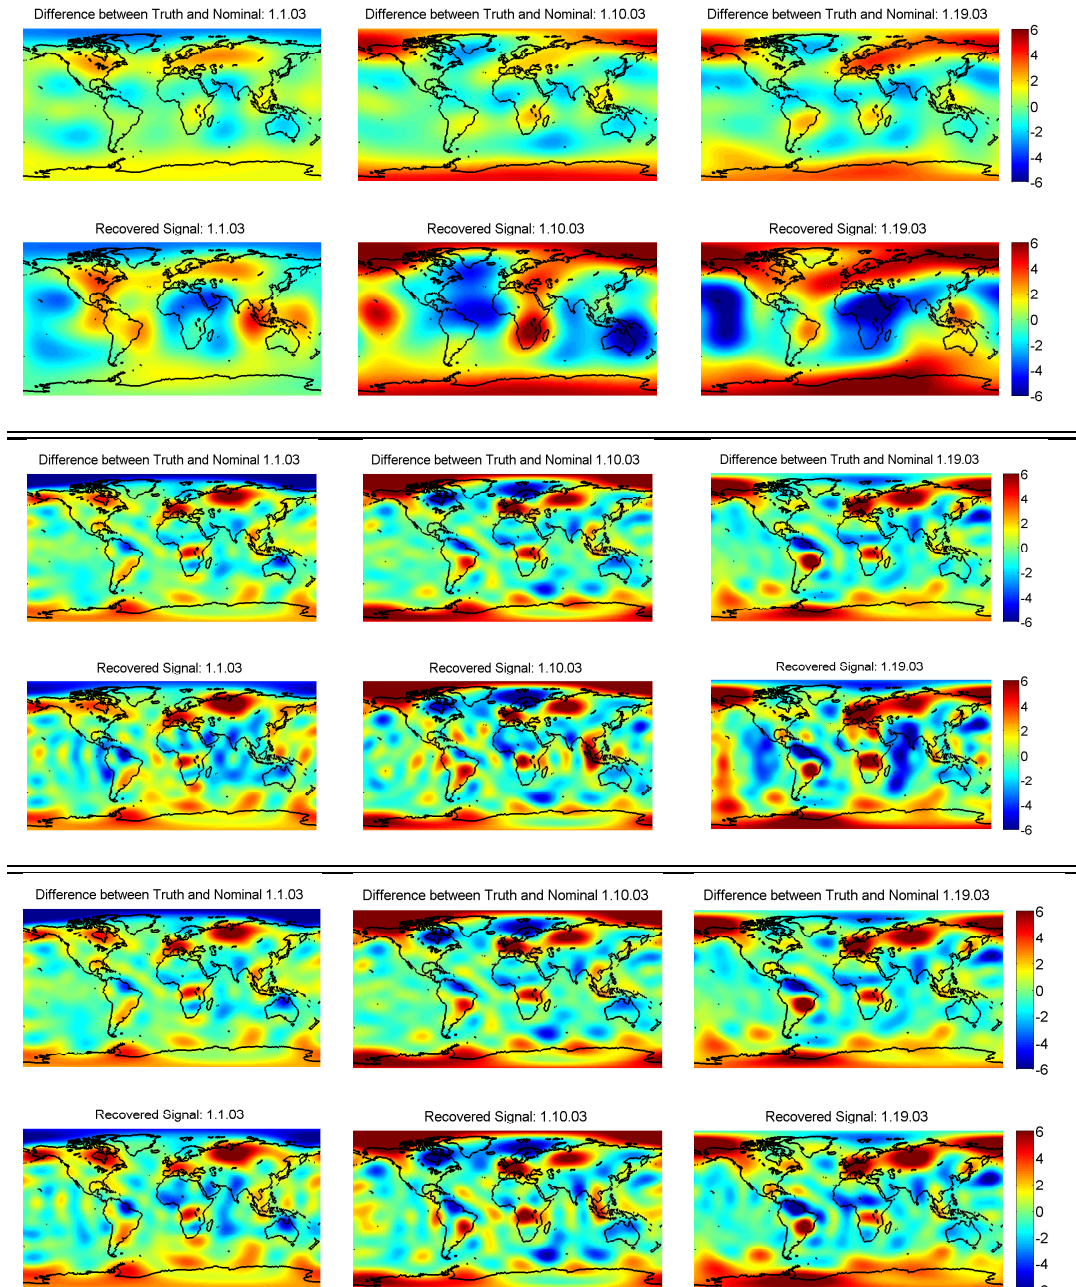 Difference between Truth and Nominal: 1.1.03
Difference between Truth and Nominal: 1.10.03
Difference between Truth and Nominal: 1.19.03
6
4
2
0
-2
-4
-6
Recovered Signal: 1.1.03
Recovered Signal: 1.10.03
Recovered Signal: 1.19.03
6
4
2
0
-2
-4
-6
Difference between Truth and Nominal 1.1.03
Difference between Truth and Nominal 1.10.03
Difference between Truth and Nominal: 1.19.03
6
4
2
0
-2
-4
-6
Recovered Signal: 1.1.03
Recovered Signal: 1.10.03
Recovered Signal: 1.19.03
6
4
2
0
-2
-4
-6
Difference between Truth and Nominal 1.1.03
Difference between Truth and Nominal 1.10.03
Difference between Truth and Nominal 1.19.03
6
4
2
0
-2
-4
-6
Recovered Signal: 1.1.03
Recovered Signal: 1.10.03
Recovered Signal: 1.19.03
6
4
2
0
-2
-4